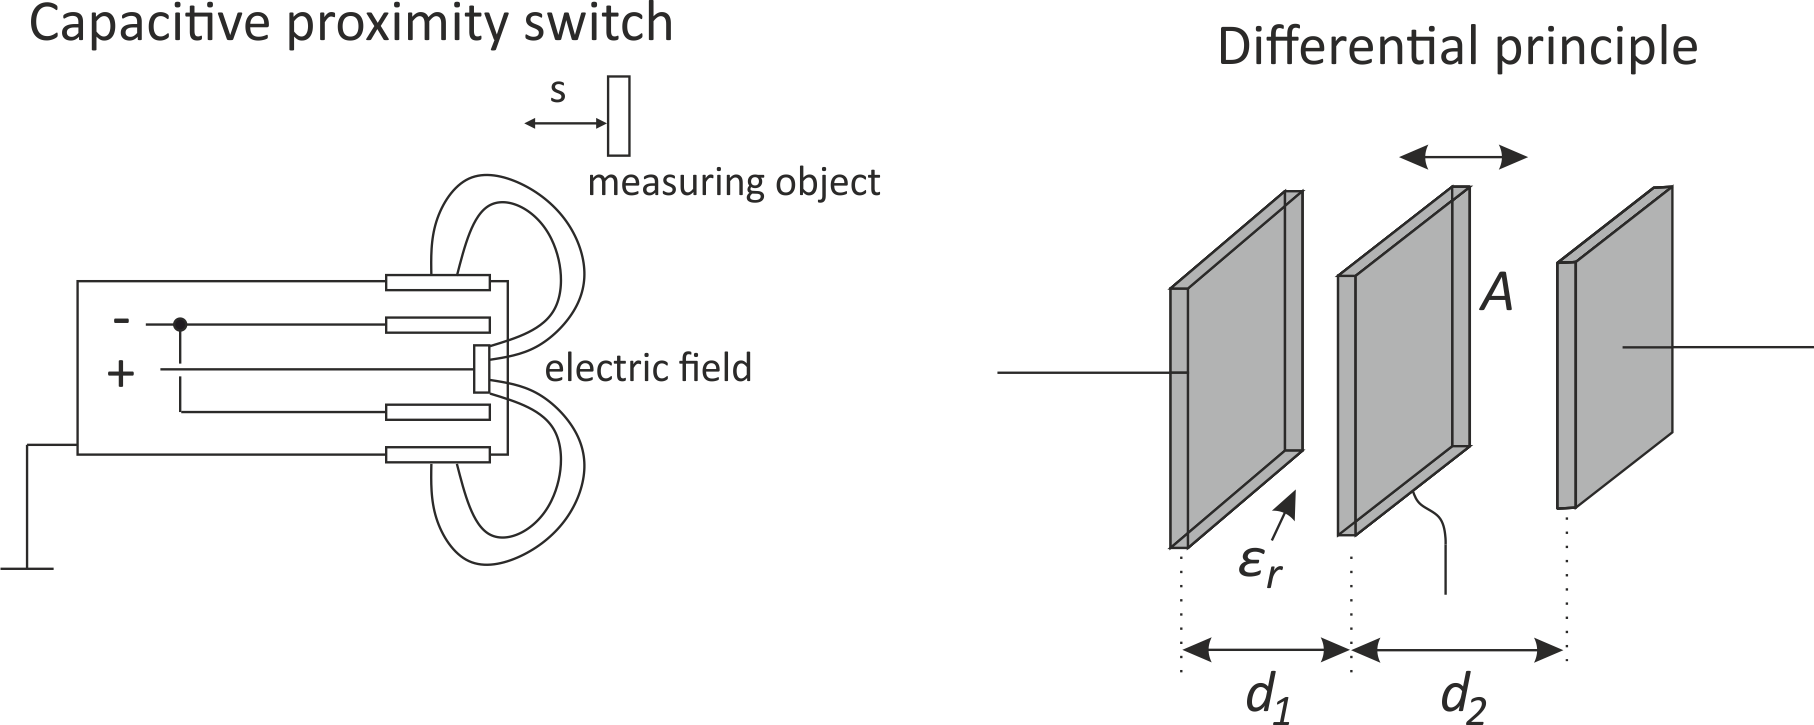 Capacitive proximity switch
s
measuring object
-
+
electric field
Differential principle
A
εr
d1
d2